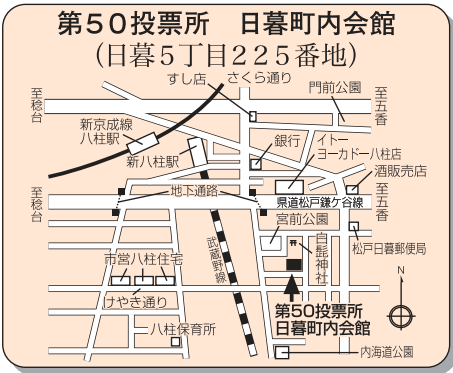 第50投票所　日暮町内会館
（日暮5丁目225番地）
すし店
さくら通り
門前公園
至稔台
至五香
新京成線
八柱駅
新八柱駅
銀行
イトー
ヨーカドー八柱店
酒販売店
至稔台
地下通路
県道松戸鎌ケ谷線
至五香
宮前公園
白髭神社
松戸日暮郵便局
武蔵野線
市営八柱住宅
けやき通り
N
第50投票所
日暮町内会館
八柱保育所
内海道公園